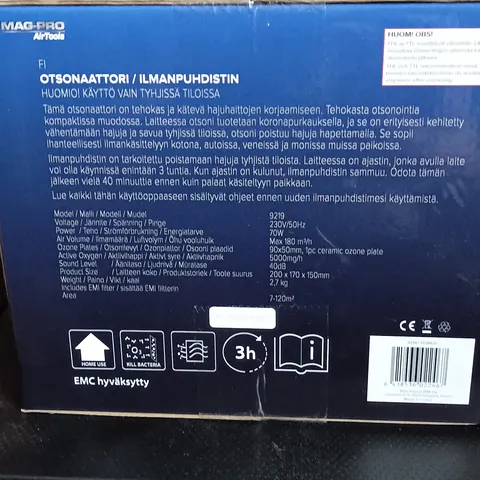 MAG-PRO
AirTools
HUOM! OBS!
FI
OTSONAATTORI / ILMANPUHDISTIN
HUOMIO! KÄYTTÖ VAIN TYHJISSÄ TILOISSA
Tämä otsonaattori on tehokas ja kätevä hajuhaittojen korjaamiseen. Tehokasta otsonointia
kompaktissa muodossa. Laitteessa otsoni tuotetaan koronapurkauksella, ja se on erityisesti kehitetty
vähentämään hajuja ja savua tyhjissä tiloissa, otsoni poistuu hajuja hapettamalla. Se sopii
ihanteellisesti ilmankäsittelyyn kotona, autoissa, veneissä ja monissa muissa paikoissa.
Ilmanpuhdistin on tarkoitettu poistamaan hajuja tyhjistä tiloista. Laitteessa on ajastin, jonka avulla laite
voi olla käynnissä enintään 3 tuntia. Kun ajastin on kulunut, ilmanpuhdistin sammuu. Odota tämän
jälkeen vielä 40 minuuttia ennen kuin palaat käsiteltyyn paikkaan.
Lue kaikki tähän käyttöoppaaseen sisältyvät ohjeet ennen uuden ilmanpuhdistimesi käyttämistä.
Model / Malli / Modell / Mudel 9219
Voltage / Jännite / Spänning / Pinge 230V/50Hz
Power / Teho / Strömförbrukning / Energiatarve 70W
Air Volume / Ilmamäärä / Luftvolym / Õhu vooluhulk Max 180 m³/h
Ozone Plates / Otsonilevyt / Ozonplattor / Osooni plaadid 90x50mm, 1pc ceramic ozone plate
Active Oxygen / Aktiivihappi / Aktivt syre / Aktiivhapnik 5000mg/h
Sound Level / Äänitaso / Ljudnivå / Müratase 40dB
Product Size / Laitteen koko / Produktstorlek / Toote suurus 200 x 170 x 150mm
Weight / Paino / Vikt / kaal 2,7 kg
Includes EMI filter / sisältää EMI filtterin
Area 7-120m²
HOME USE
KILL BACTERIA
3h
i
CE
EMC hyväksytty